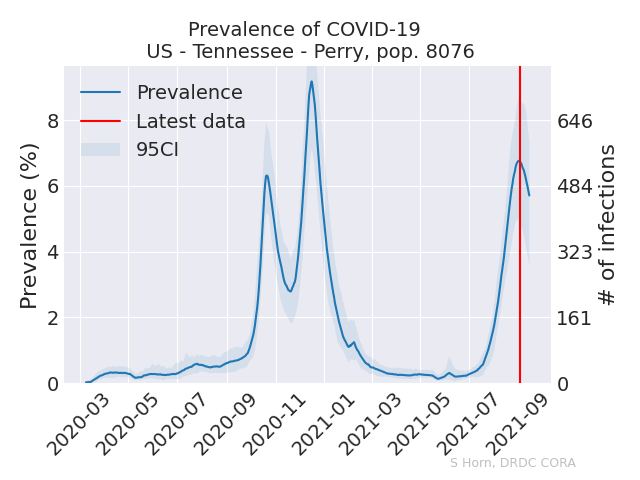 Prevalence of COVID-19
US - Tennessee - Perry, pop. 8076
Prevalence
Latest data
95CI
Prevalence (%)
8
6
4
2
0
# of infections
646
484
323
161
0
2020-03
2020-05
2020-07
2020-09
2020-11
2021-01
2021-03
2021-05
2021-07
2021-09
S Horn, DRDC CORA